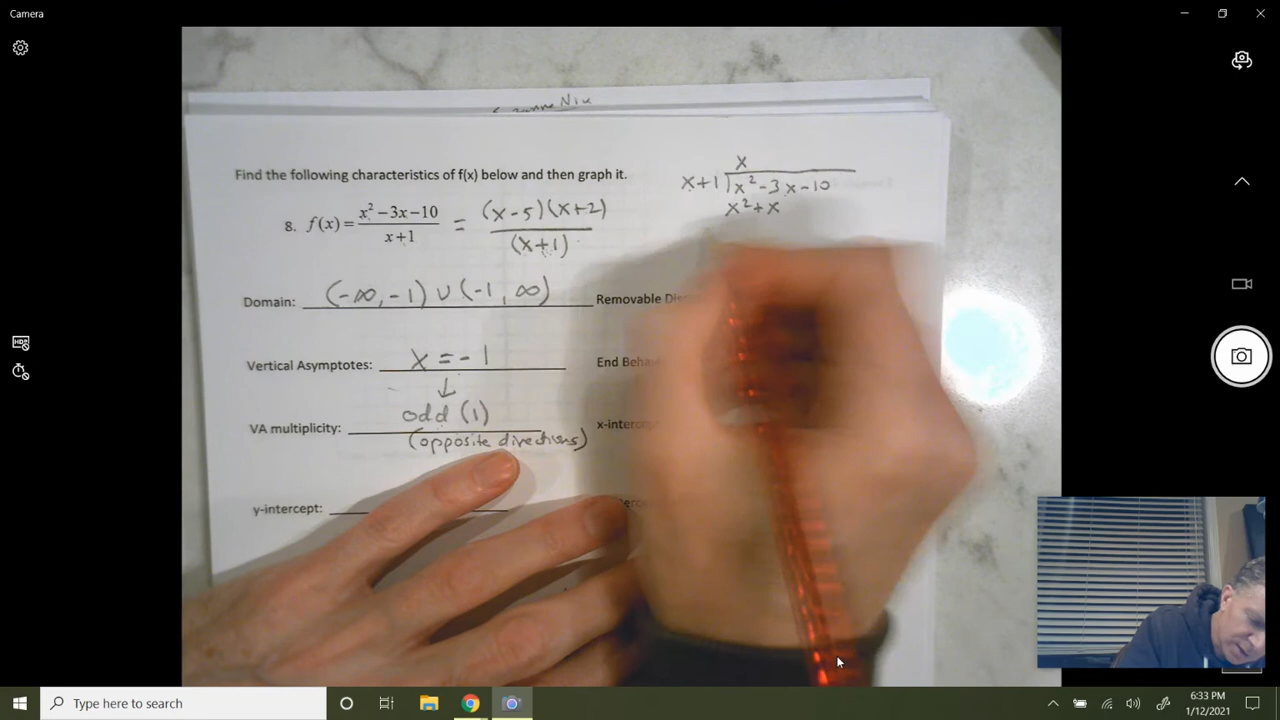 Camera
Find the following characteristics of f(x) below and then graph it.
8. f(x) = x² - 3x - 10 / x + 1 = (x-5)(x+2) / (x+1)
x
x+1 ) x² - 3x - 10
x² + x
Domain: (-∞, -1) ∪ (-1, ∞)
Removable
Vertical Asymptotes: x = -1
End
↓
odd (1)
VA multiplicity:
(opposite directions)
y-intercept:
Type here to search
6:33 PM
1/12/2021